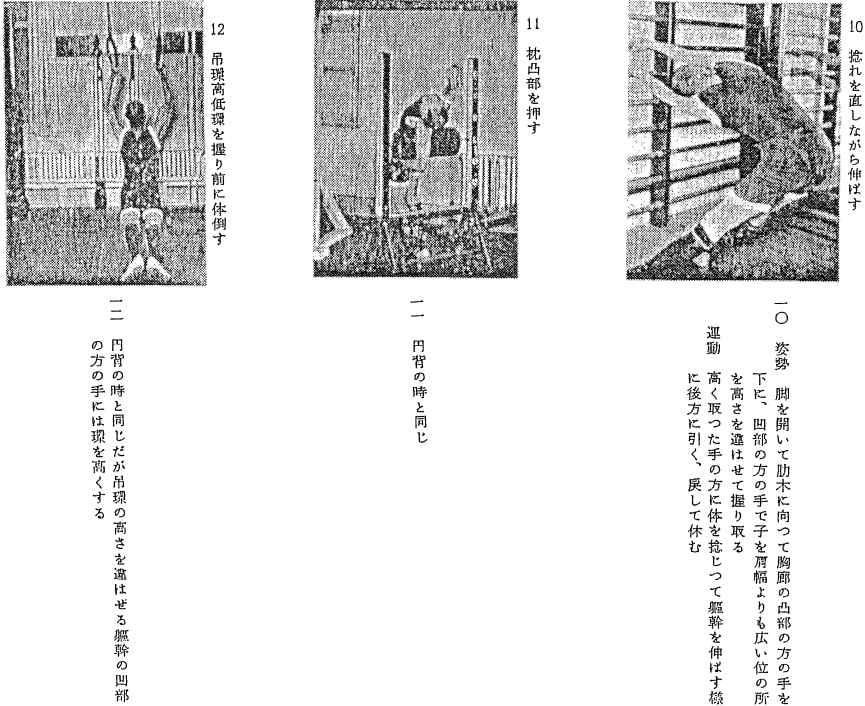 10 捻れを直しながら伸ばす
一〇 姿勢 脚を開いて肋木に向つて胸廓の凸部の方の手を
下に、凹部の方の手で子を肩幅よりも広い位の所
を高さを違はせて握り取る
運動 高く取つた手の方に体を捻じつて軀幹を伸ばす様
に後方に引く、戻して休む
11 枕凸部を押す
一一 円背の時と同じ
12 吊環高低環を握り前に体倒す
一二 円背の時と同じだが吊環の高さを違はせる軀幹の凹部
の方の手には環を高くする